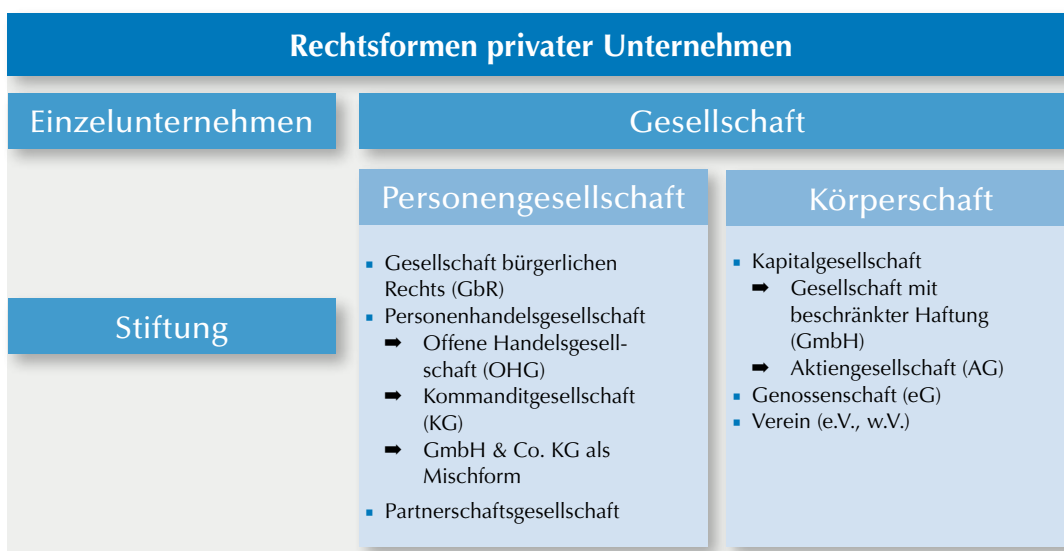 Rechtsformen privater Unternehmen
Einzelunternehmen
Gesellschaft
Stiftung
Personengesellschaft
▪ Gesellschaft bürgerlichen
Rechts (GbR)
▪ Personenhandelsgesellschaft
➡ Offene Handelsgesell-
schaft (OHG)
➡ Kommanditgesellschaft
(KG)
➡ GmbH & Co. KG als
Mischform
▪ Partnerschaftsgesellschaft
Körperschaft
▪ Kapitalgesellschaft
➡ Gesellschaft mit
beschränkter Haftung
(GmbH)
➡ Aktiengesellschaft (AG)
▪ Genossenschaft (eG)
▪ Verein (e.V., w.V.)